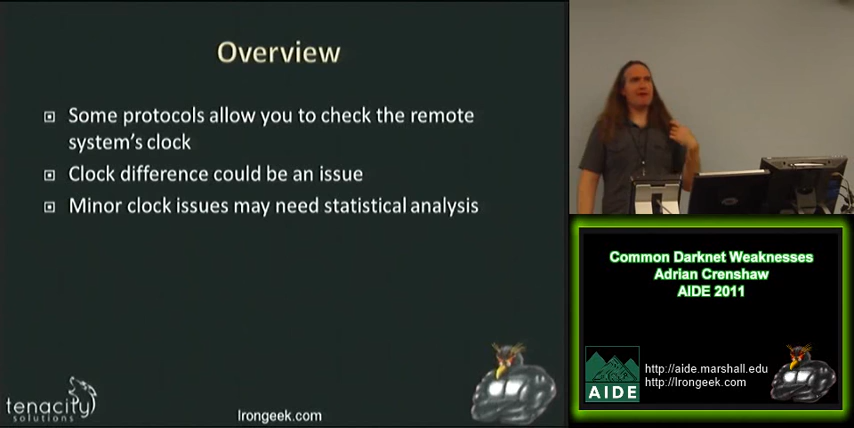 Overview
Some protocols allow you to check the remote
system's clock
Clock difference could be an issue
Minor clock issues may need statistical analysis
tenacity
solutions
Irongeek.com
Common Darknet Weaknesses
Adrian Crenshaw
AIDE 2011
AIDE
http://aide.marshall.edu
http://Irongeek.com